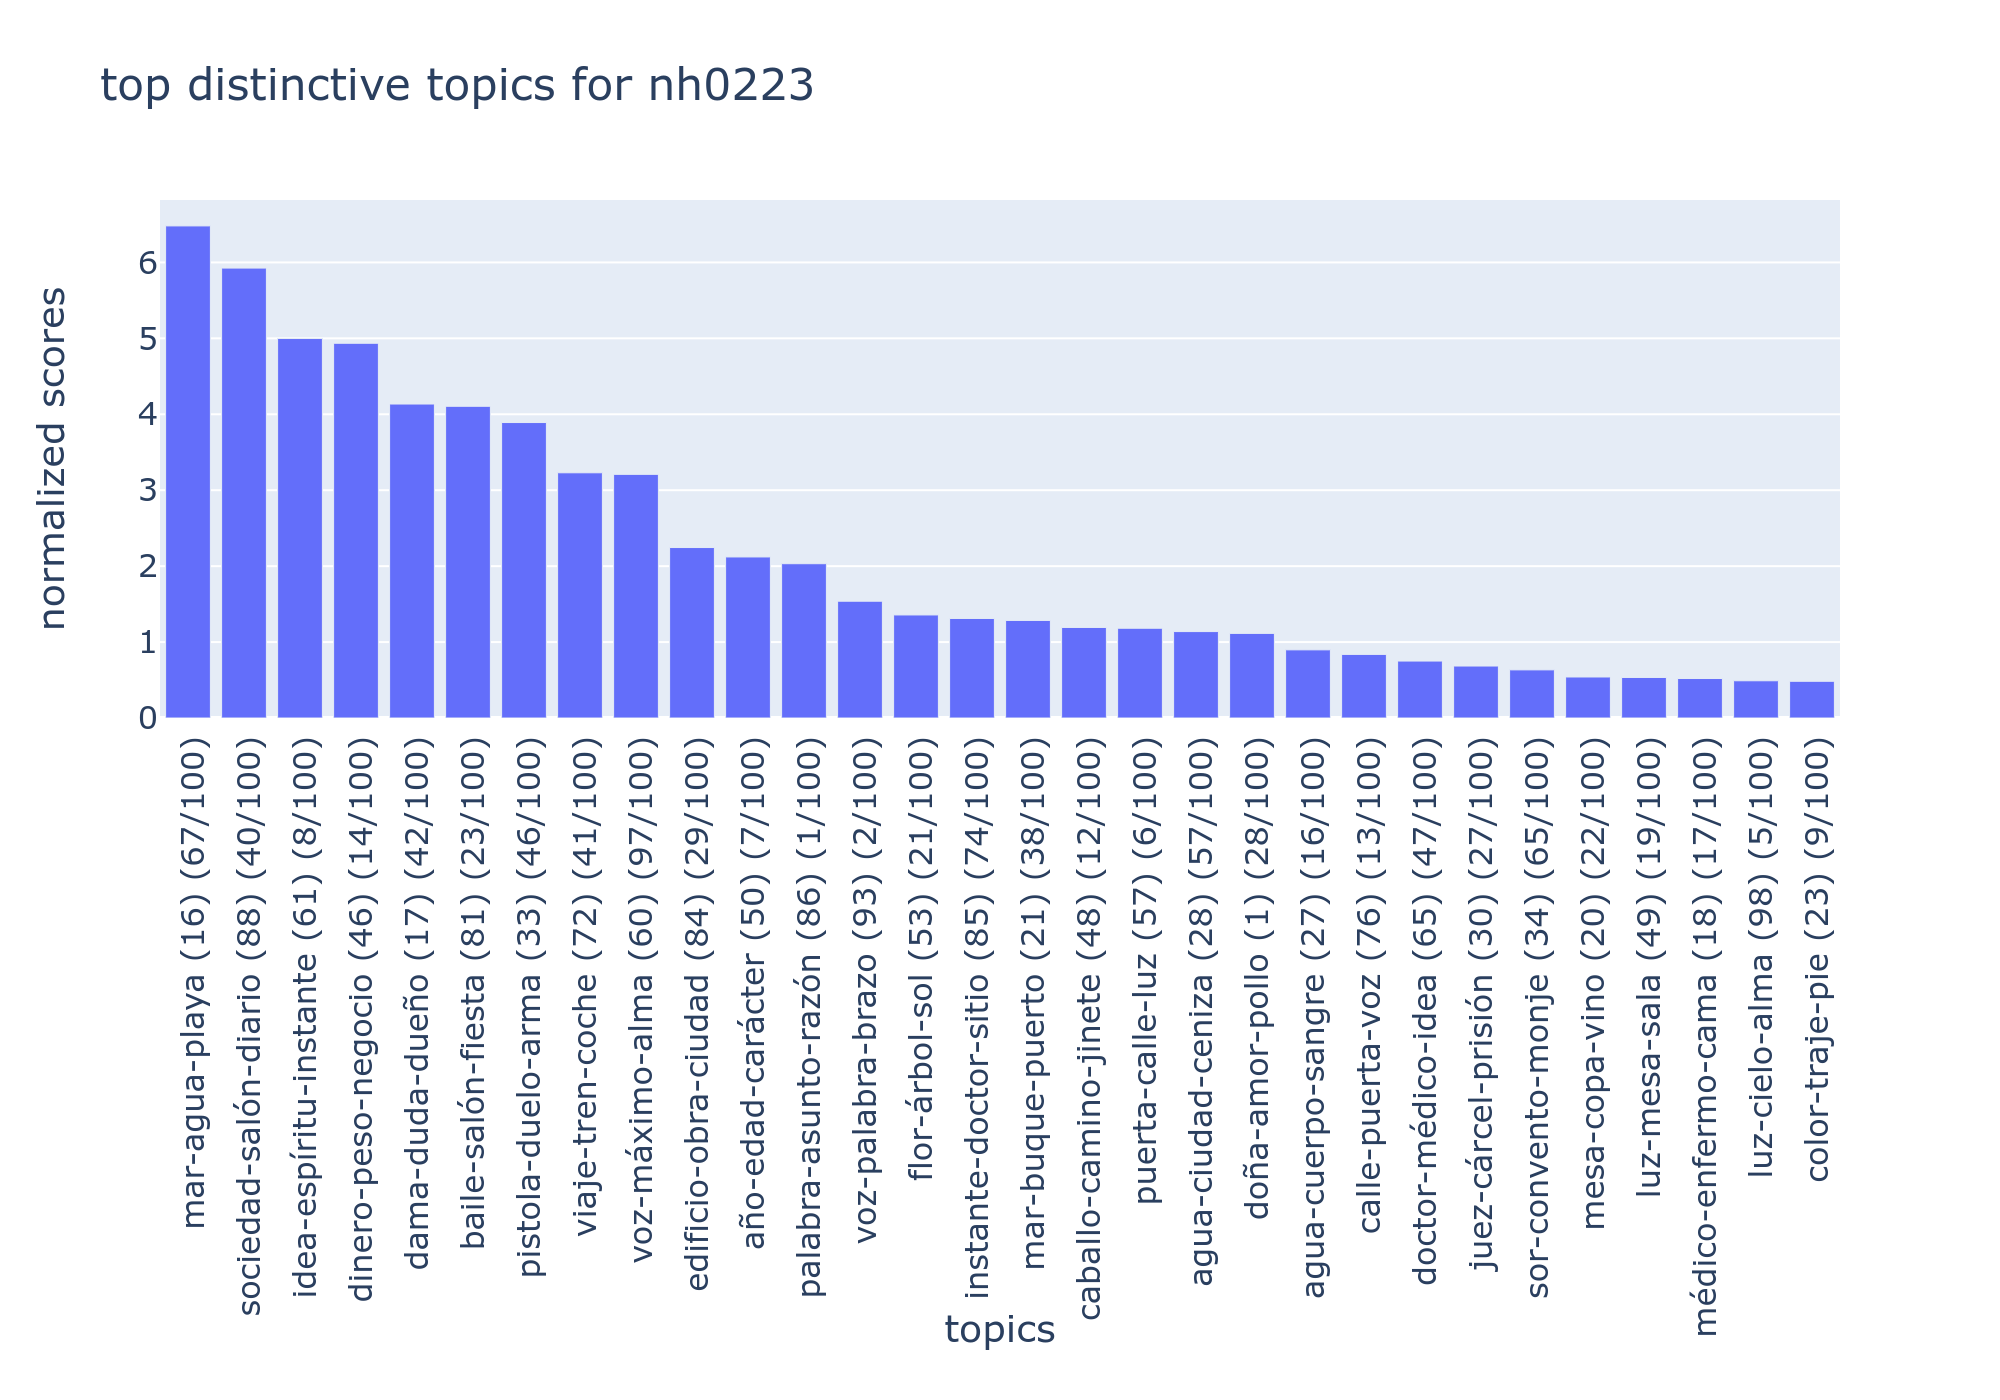 top distinctive topics for nh0223
normalized scores
6
5
4
3
2
1
0
mar-agua-playa (16) (67/100)
sociedad-salón-diario (88) (40/100)
idea-espíritu-instante (61) (8/100)
dinero-peso-negocio (46) (14/100)
dama-duda-dueño (17) (42/100)
baile-salón-fiesta (81) (23/100)
pistola-duelo-arma (33) (46/100)
viaje-tren-coche (72) (41/100)
voz-máximo-alma (60) (97/100)
edificio-obra-ciudad (84) (29/100)
año-edad-carácter (50) (7/100)
palabra-asunto-razón (86) (1/100)
voz-palabra-brazo (93) (2/100)
flor-árbol-sol (53) (21/100)
instante-doctor-sitio (85) (74/100)
mar-buque-puerto (21) (38/100)
caballo-camino-jinete (48) (12/100)
puerta-calle-luz (57) (6/100)
agua-ciudad-ceniza (28) (57/100)
doña-amor-pollo (1) (28/100)
agua-cuerpo-sangre (27) (16/100)
calle-puerta-voz (76) (13/100)
doctor-médico-idea (65) (47/100)
juez-cárcel-prisión (30) (27/100)
sor-convento-monje (34) (65/100)
mesa-copa-vino (20) (22/100)
luz-mesa-sala (49) (19/100)
médico-enfermo-cama (18) (17/100)
luz-cielo-alma (98) (5/100)
color-traje-pie (23) (9/100)
topics